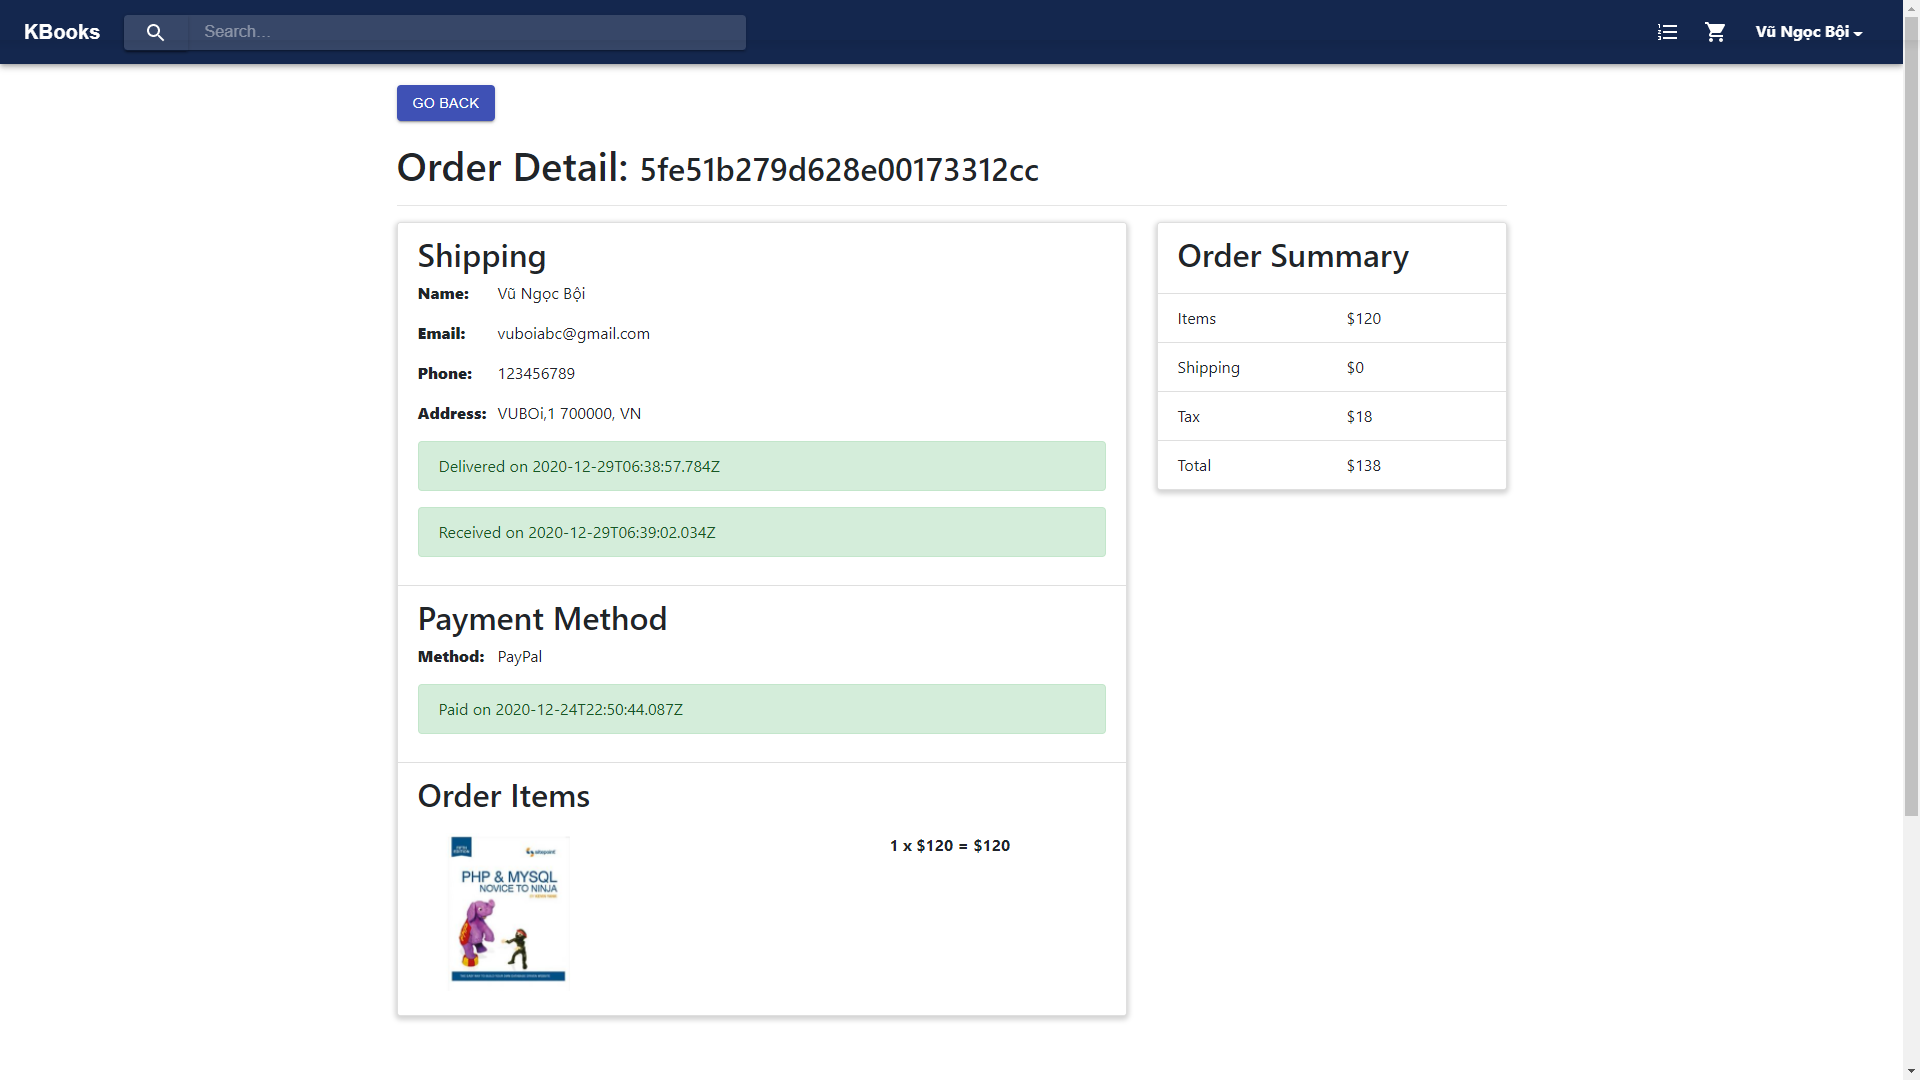 KBooks
Search...
Vũ Ngọc Bội
GO BACK
Order Detail: 5fe51b279d628e00173312cc
Shipping
Name: Vũ Ngọc Bội
Email: vuboiabc@gmail.com
Phone: 123456789
Address: VUBOi,1 700000, VN
Delivered on 2020-12-29T06:38:57.784Z
Received on 2020-12-29T06:39:02.034Z
Payment Method
Method: PayPal
Paid on 2020-12-24T22:50:44.087Z
Order Items
sitepoint
PHP & MYSQL
NOVICE TO NINJA
1 x $120 = $120
Order Summary
Items $120
Shipping $0
Tax $18
Total $138